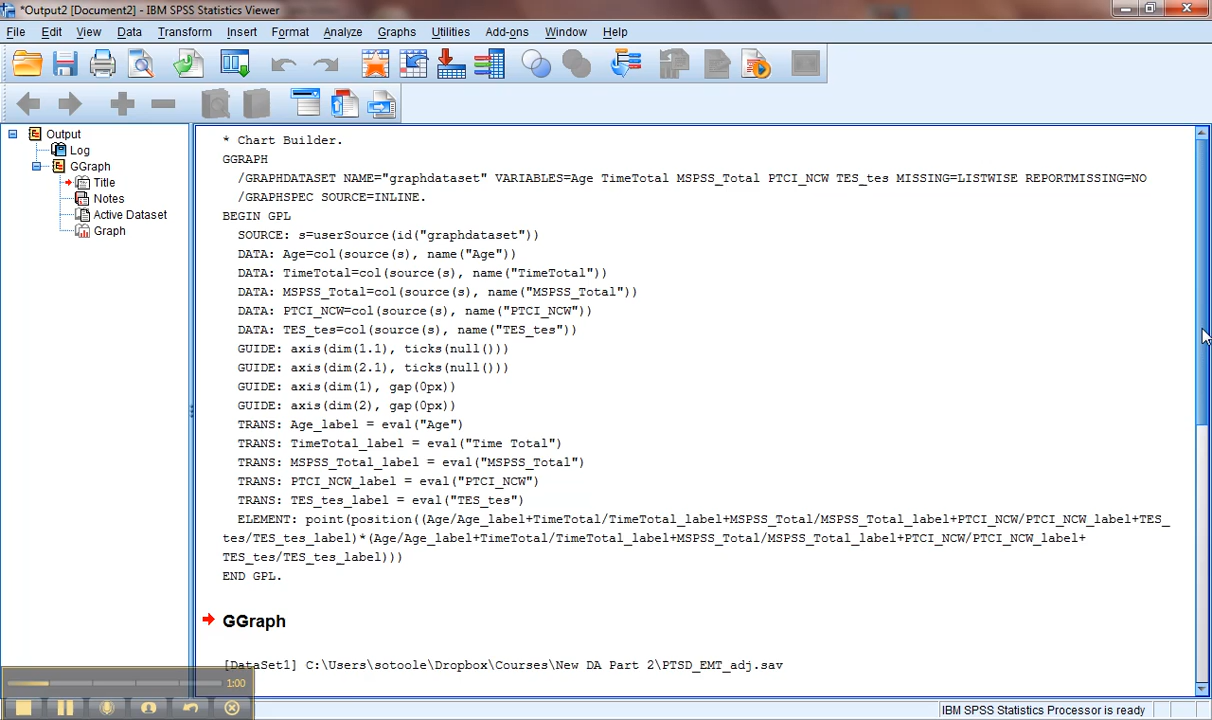 *Output2 [Document2] - IBM SPSS Statistics Viewer
File Edit View Data Transform Insert Format Analyze Graphs Utilities Add-ons Window Help
Output
Log
GGraph
Title
Notes
Active Dataset
Graph
* Chart Builder.
GGRAPH
/GRAPHDATASET NAME="graphdataset" VARIABLES=Age TimeTotal MSPSS_Total PTCI_NCW TES_tes MISSING=LISTWISE REPORTMISSING=NO
/GRAPHSPEC SOURCE=INLINE.
BEGIN GPL
SOURCE: s=userSource(id("graphdataset"))
DATA: Age=col(source(s), name("Age"))
DATA: TimeTotal=col(source(s), name("TimeTotal"))
DATA: MSPSS_Total=col(source(s), name("MSPSS_Total"))
DATA: PTCI_NCW=col(source(s), name("PTCI_NCW"))
DATA: TES_tes=col(source(s), name("TES_tes"))
GUIDE: axis(dim(1.1), ticks(null()))
GUIDE: axis(dim(2.1), ticks(null()))
GUIDE: axis(dim(1), gap(0px))
GUIDE: axis(dim(2), gap(0px))
TRANS: Age_label = eval("Age")
TRANS: TimeTotal_label = eval("Time Total")
TRANS: MSPSS_Total_label = eval("MSPSS_Total")
TRANS: PTCI_NCW_label = eval("PTCI_NCW")
TRANS: TES_tes_label = eval("TES_tes")
ELEMENT: point(position((Age/Age_label+TimeTotal/TimeTotal_label+MSPSS_Total/MSPSS_Total_label+PTCI_NCW/PTCI_NCW_label+TES_
tes/TES_tes_label)*(Age/Age_label+TimeTotal/TimeTotal_label+MSPSS_Total/MSPSS_Total_label+PTCI_NCW/PTCI_NCW_label+
TES_tes/TES_tes_label)))
END GPL.
GGraph
[DataSet1] C:\Users\sotoole\Dropbox\Courses\New DA Part 2\PTSD_EMT_adj.sav
1:00
IBM SPSS Statistics Processor is ready